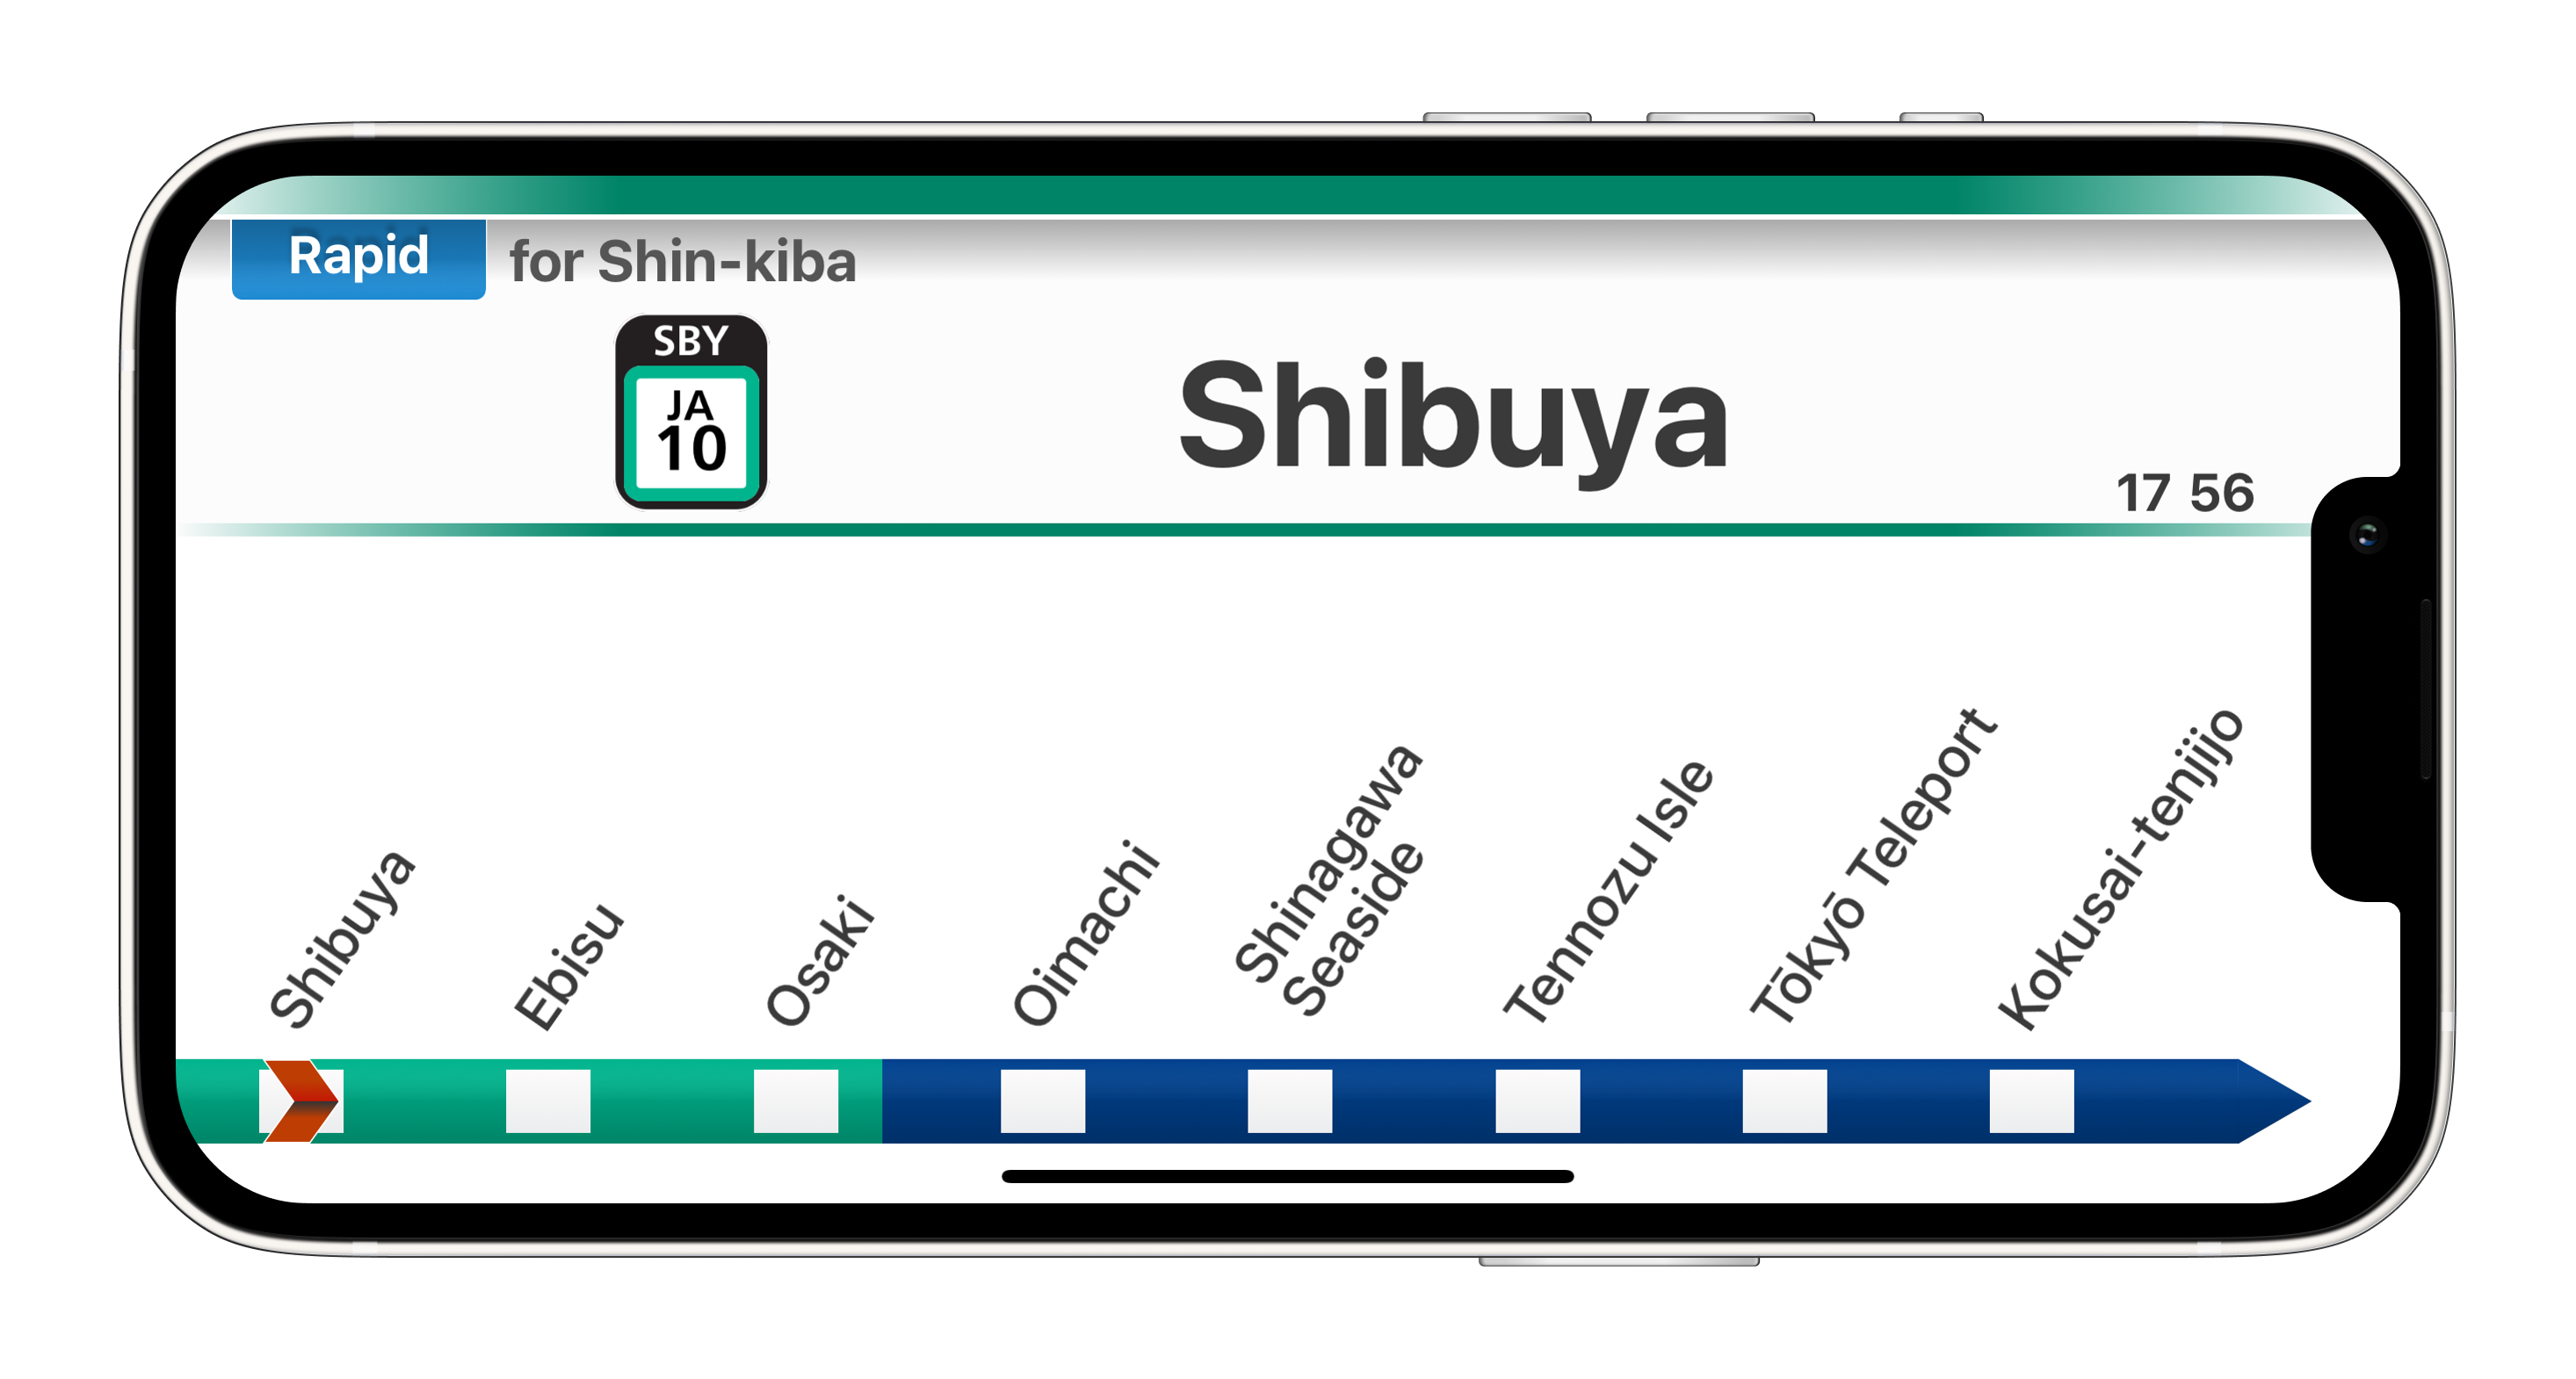 Rapid
for Shin-kiba
SBY
JA
10
Shibuya
17 56
Shibuya
Ebisu
Osaki
Oimachi
Shinagawa
Seaside
Tennozu Isle
Tōkyō Teleport
Kokusai-tenjijo